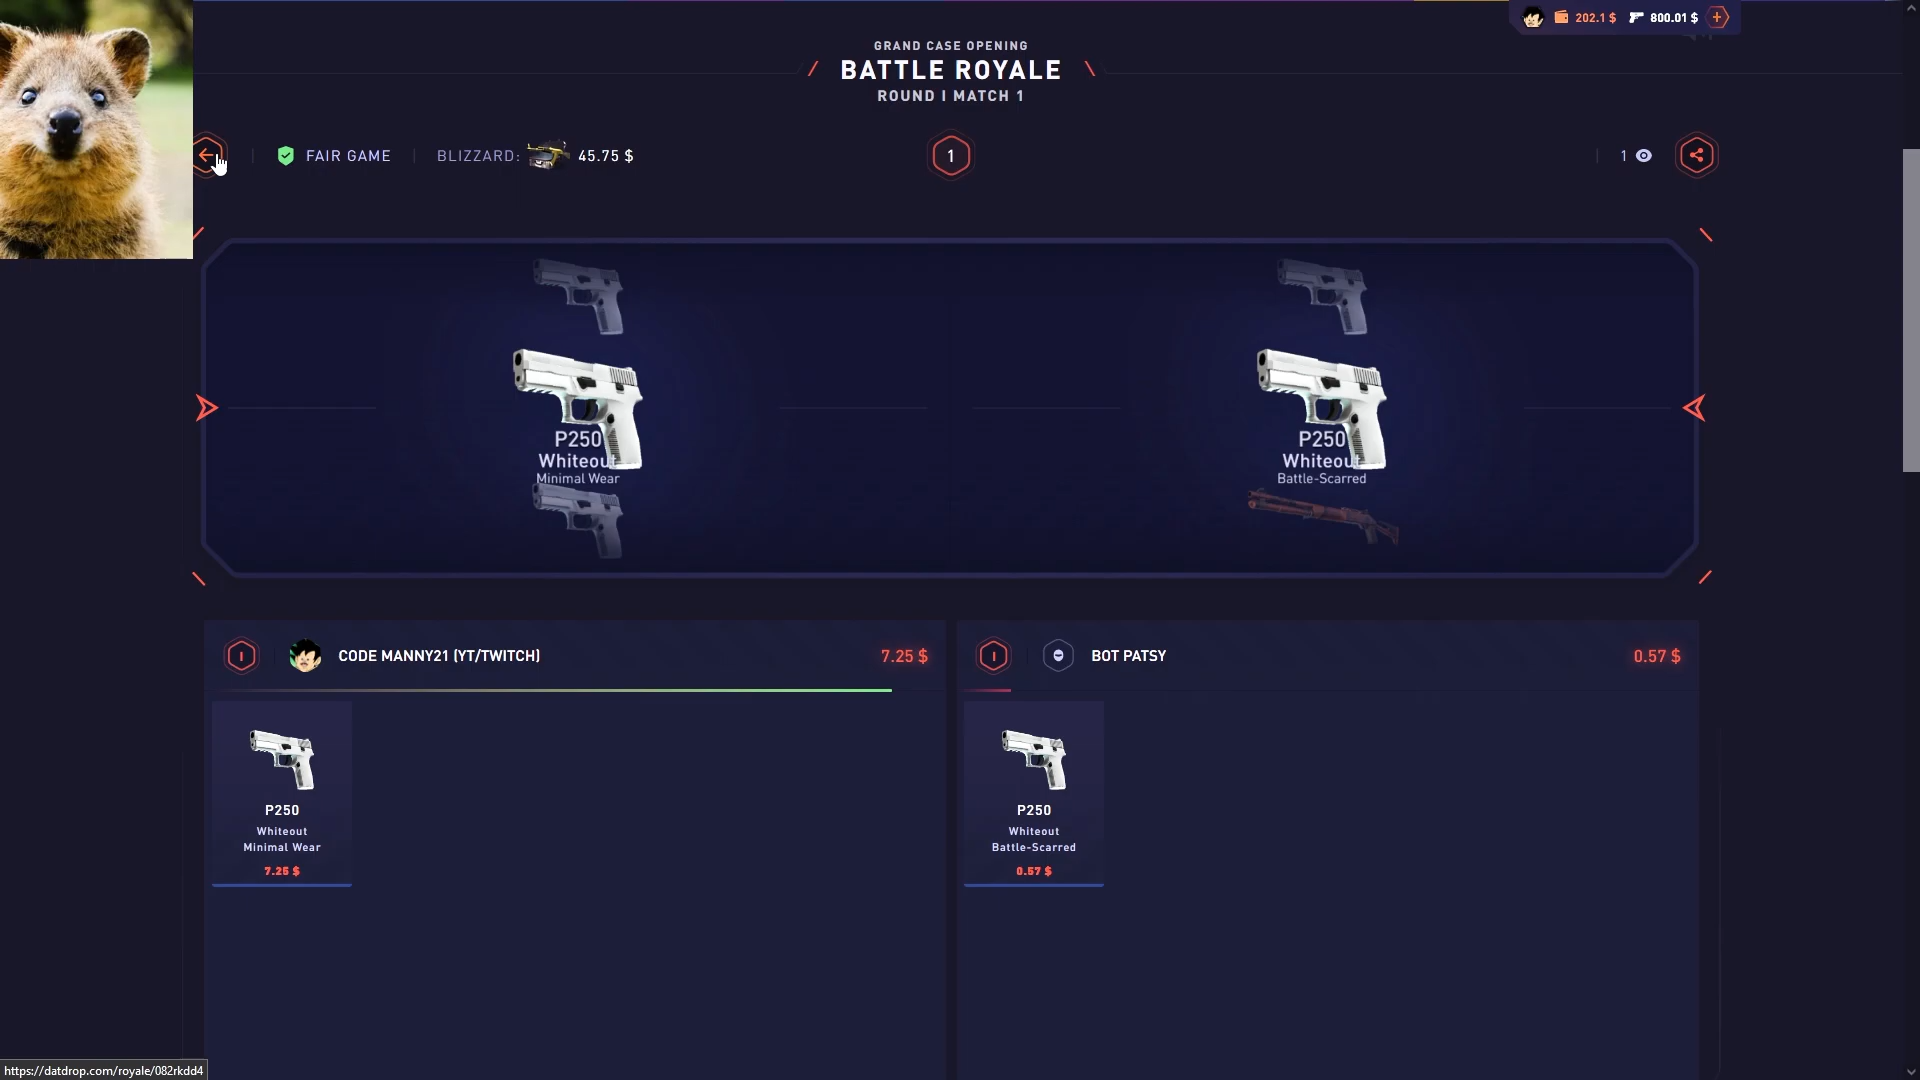 202.1 $
800.01 $
GRAND CASE OPENING
BATTLE ROYALE
ROUND I MATCH 1
FAIR GAME
BLIZZARD:
45.75 $
1
1
P250
Whiteout
Minimal Wear
P250
Whiteout
Battle-Scarred
I
CODE MANNY21 (YT/TWITCH)
7.25 $
I
BOT PATSY
0.57 $
P250
Whiteout
Minimal Wear
7.25 $
P250
Whiteout
Battle-Scarred
0.57 $
https://datdrop.com/royale/082rkdd4